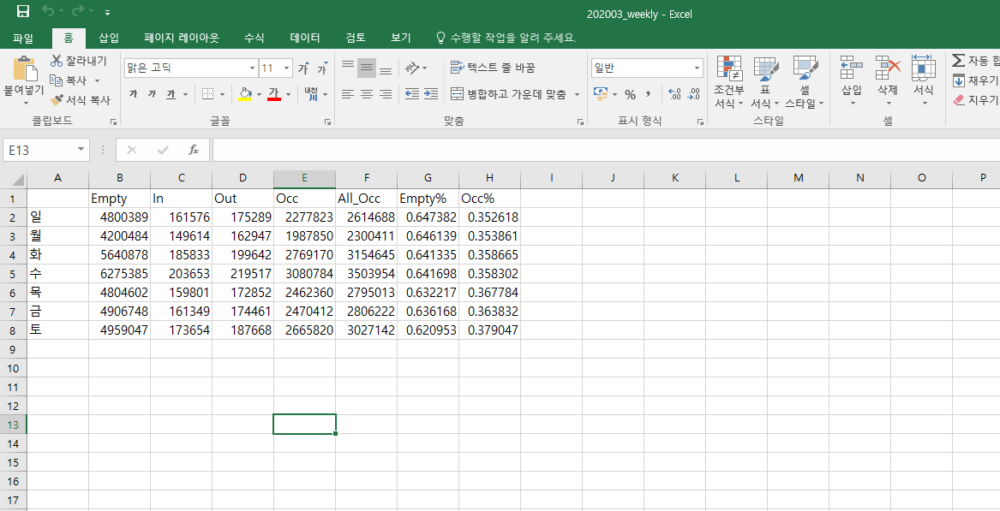 202003_weekly - Excel
파일 홈 삽입 페이지 레이아웃 수식 데이터 검토 보기 수행할 작업을 알려 주세요.
붙여넣기
잘라내기
복사
서식 복사
클립보드
맑은 고딕 11 가 가
가 가 가 가 내천 川
글꼴
텍스트 줄 바꿈
병합하고 가운데 맞춤
맞춤
일반
% , .0 .00 .00 .0
표시 형식
조건부 서식
표 서식
셀 스타일
스타일
삽입 삭제 서식
셀
Σ 자동 합
채우기
지우기
E13 fx
A B C D E F G H I J K L M N O P
1 Empty In Out Occ All_Occ Empty% Occ%
2 일 4800389 161576 175289 2277823 2614688 0.647382 0.352618
3 월 4200484 149614 162947 1987850 2300411 0.646139 0.353861
4 화 5640878 185833 199642 2769170 3154645 0.641335 0.358665
5 수 6275385 203653 219517 3080784 3503954 0.641698 0.358302
6 목 4804602 159801 172852 2462360 2795013 0.632217 0.367784
7 금 4906748 161349 174461 2470412 2806222 0.636168 0.363832
8 토 4959047 173654 187668 2665820 3027142 0.620953 0.379047
9
10
11
12
13
14
15
16
17